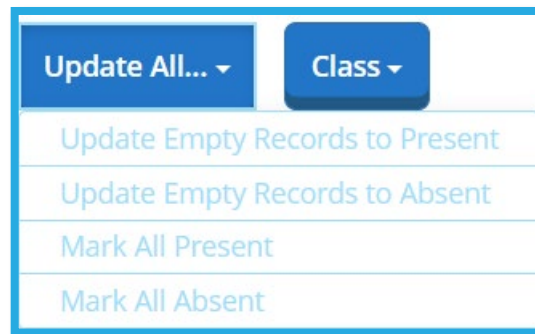 Update All... Class
Update Empty Records to Present
Update Empty Records to Absent
Mark All Present
Mark All Absent